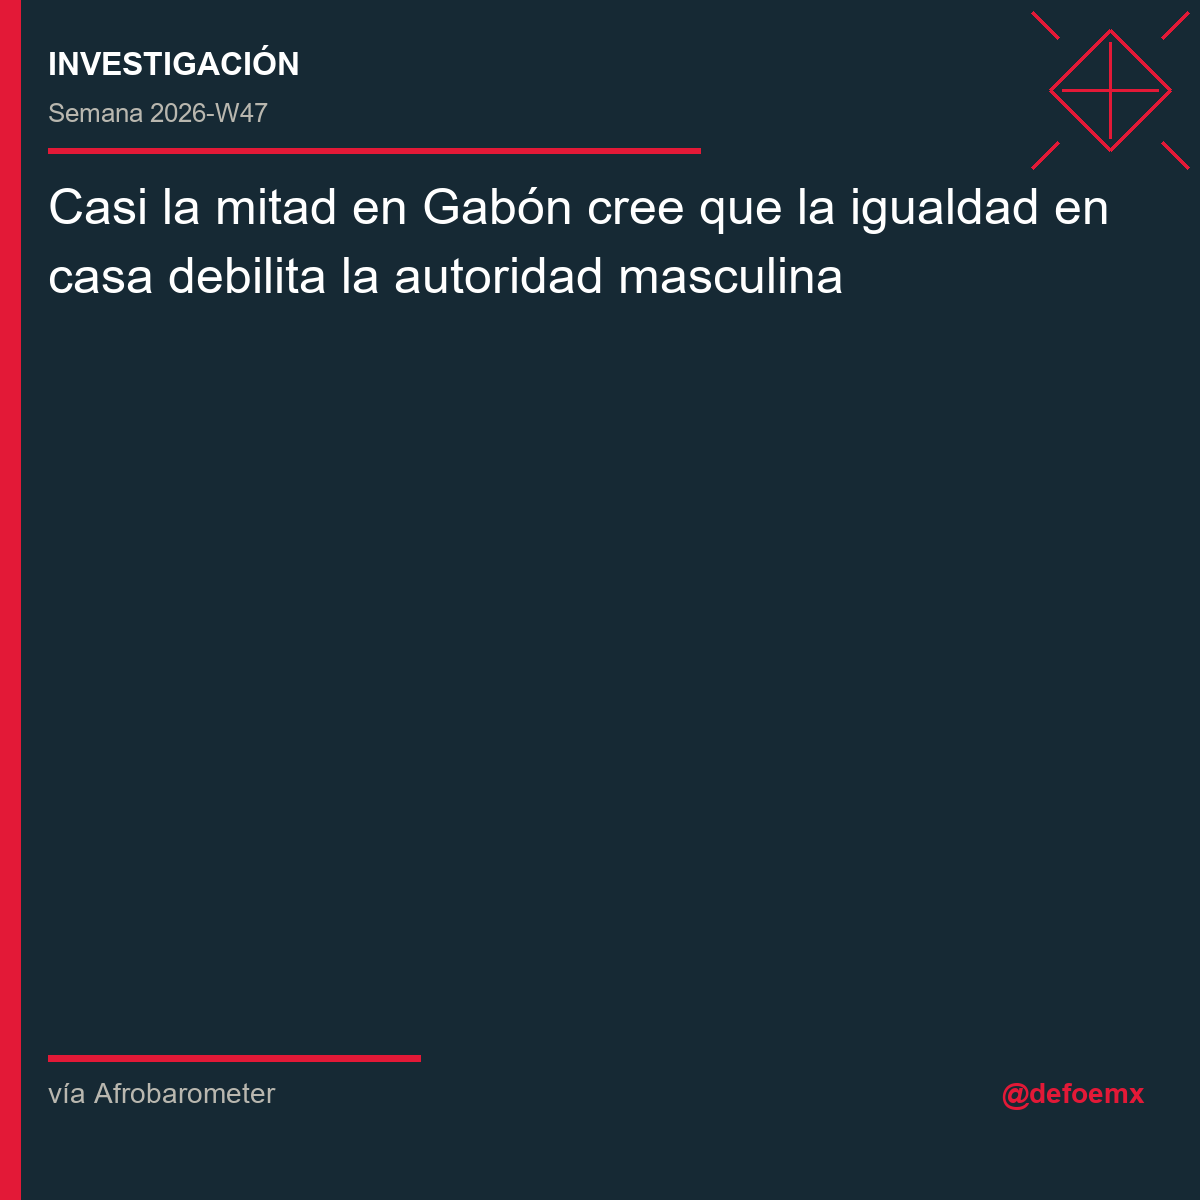 INVESTIGACIÓN
Semana 2026-W47
Casi la mitad en Gabón cree que la igualdad en
casa debilita la autoridad masculina
vía Afrobarometer
@defoemx